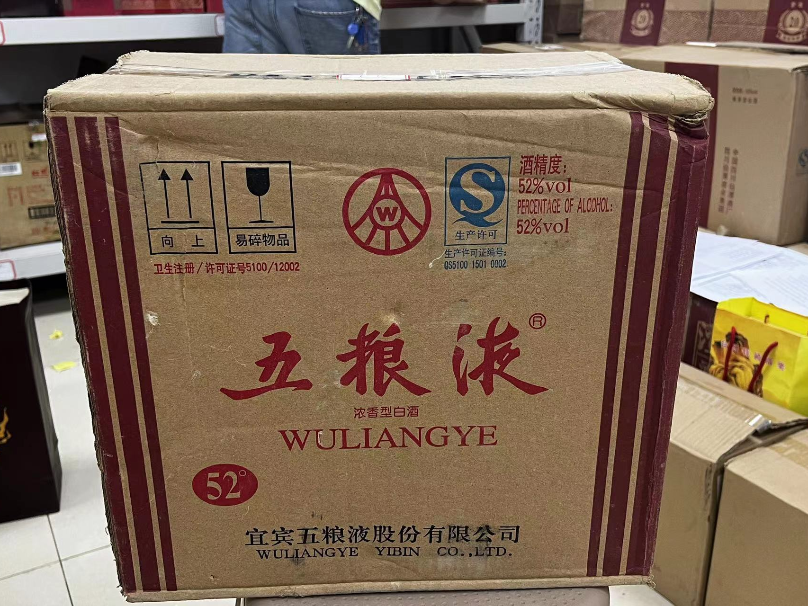 酒精度:
52%vol
PERCENTAGE OF ALCOHOL:
52%vol
向上
易碎物品
W
生产许可
卫生注册/许可证号5100/12002
生产许可证编号:
QS5100 1501 0002
五粮液®
浓香型白酒
WULIANGYE
52°
宜宾五粮液股份有限公司
WULIANGYE YIBIN CO.,LTD.